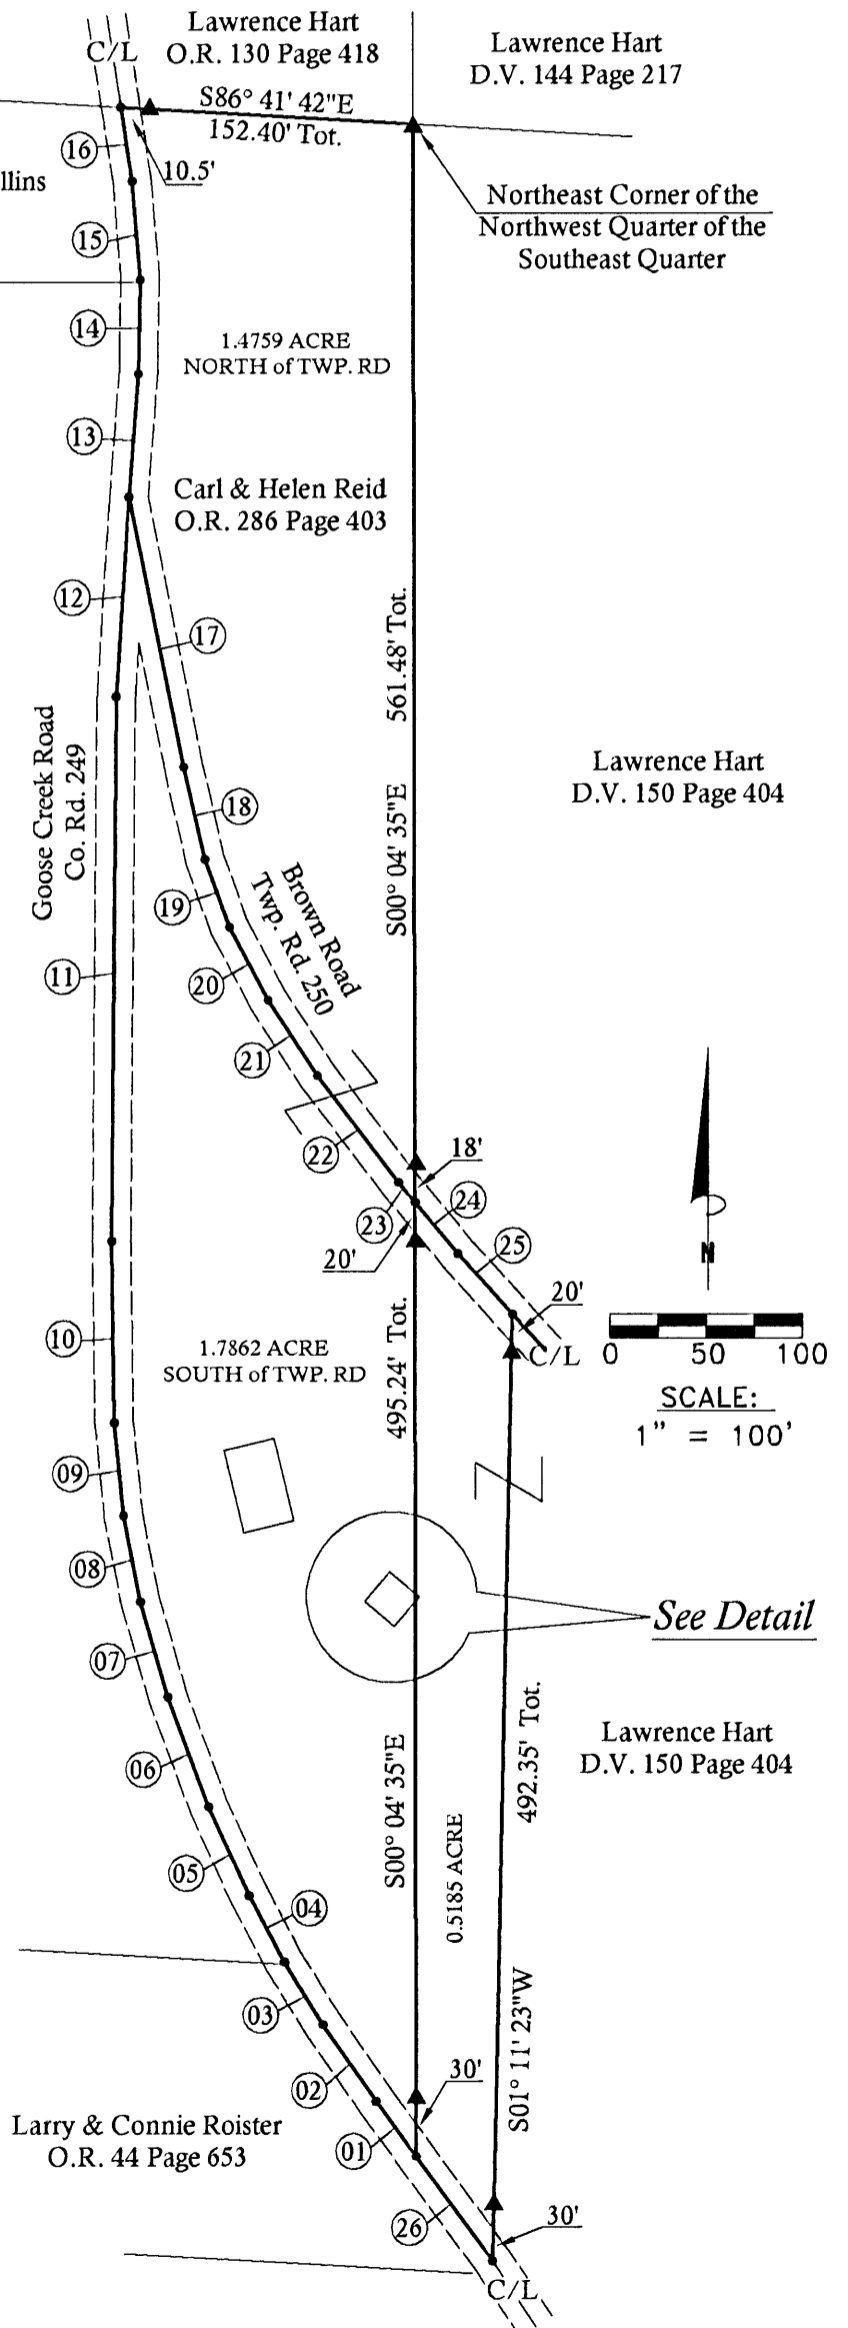 Lawrence Hart
O.R. 130 Page 418
C/L
Lawrence Hart
D.V. 144 Page 217
S86° 41' 42"E
152.40' Tot.
16
10.5'
llins
Northeast Corner of the
Northwest Quarter of the
Southeast Quarter
15
14
1.4759 ACRE
NORTH of TWP. RD
13
Carl & Helen Reid
O.R. 286 Page 403
12
17
561.48' Tot.
S00° 04' 35"E
Goose Creek Road
Co. Rd. 249
Lawrence Hart
D.V. 150 Page 404
18
19
Brown Road
Twp. Rd. 250
11
20
21
22
18'
23
24
20'
25
20'
C/L
N
0 50 100
SCALE:
1" = 100'
10
1.7862 ACRE
SOUTH of TWP. RD
495.24' Tot.
09
08
See Detail
07
492.35' Tot.
Lawrence Hart
D.V. 150 Page 404
06
S00° 04' 35"E
0.5185 ACRE
05
04
03
S01° 11' 23"W
02
30'
Larry & Connie Roister
O.R. 44 Page 653
01
26
30'
C/L